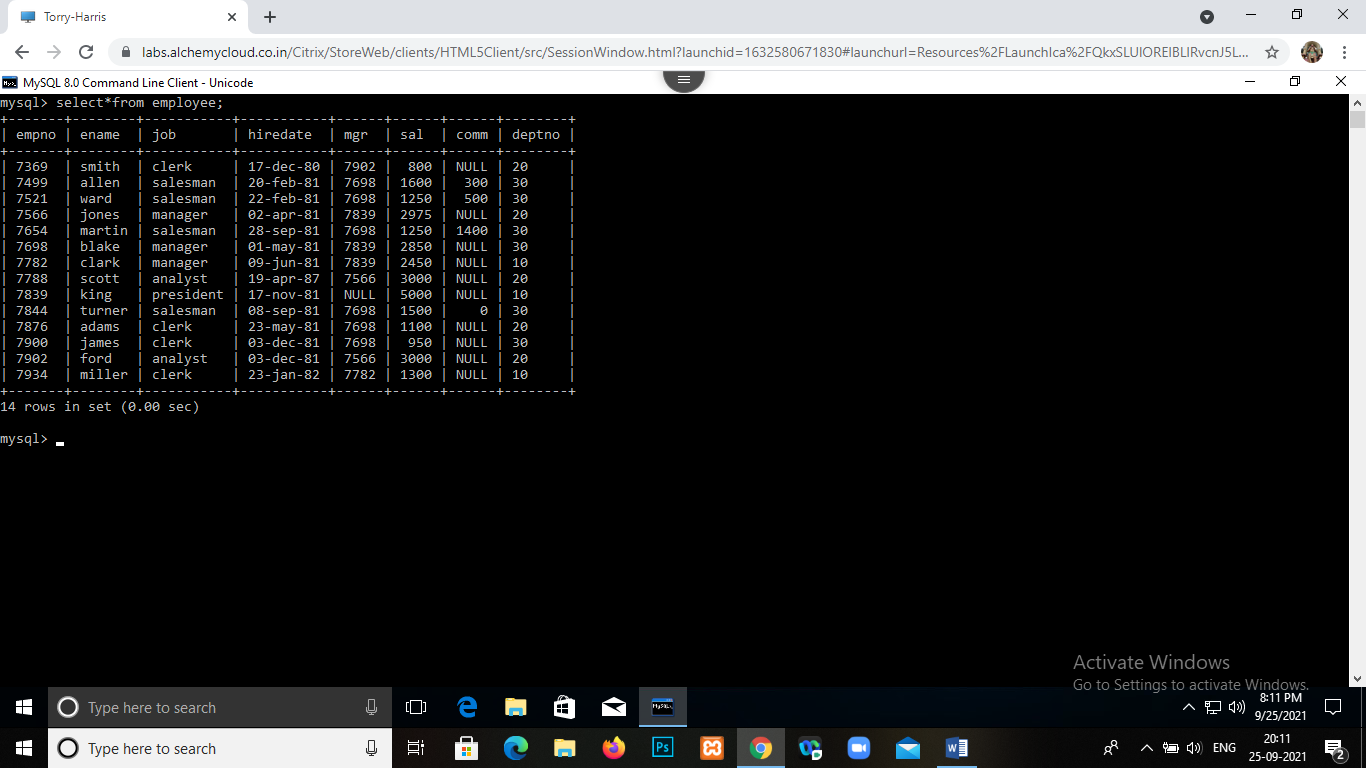 Torry-Harris
labs.alchemycloud.co.in/Citrix/StoreWeb/clients/HTML5Client/src/SessionWindow.html?launchid=1632580671830#launchurl=Resources%2FLaunchIca%2FQkxSLUlOREIBLlRvcnJ5L...
MySQL 8.0 Command Line Client - Unicode
mysql> select*from employee;
+-------+--------+-----------+-----------+------+------+------+--------+
| empno | ename  | job       | hiredate  | mgr  | sal  | comm | deptno |
+-------+--------+-----------+-----------+------+------+------+--------+
| 7369  | smith  | clerk     | 17-dec-80 | 7902 |  800 | NULL | 20     |
| 7499  | allen  | salesman  | 20-feb-81 | 7698 | 1600 |  300 | 30     |
| 7521  | ward   | salesman  | 22-feb-81 | 7698 | 1250 |  500 | 30     |
| 7566  | jones  | manager   | 02-apr-81 | 7839 | 2975 | NULL | 20     |
| 7654  | martin | salesman  | 28-sep-81 | 7698 | 1250 | 1400 | 30     |
| 7698  | blake  | manager   | 01-may-81 | 7839 | 2850 | NULL | 30     |
| 7782  | clark  | manager   | 09-jun-81 | 7839 | 2450 | NULL | 10     |
| 7788  | scott  | analyst   | 19-apr-87 | 7566 | 3000 | NULL | 20     |
| 7839  | king   | president | 17-nov-81 | NULL | 5000 | NULL | 10     |
| 7844  | turner | salesman  | 08-sep-81 | 7698 | 1500 |    0 | 30     |
| 7876  | adams  | clerk     | 23-may-81 | 7698 | 1100 | NULL | 20     |
| 7900  | james  | clerk     | 03-dec-81 | 7698 |  950 | NULL | 30     |
| 7902  | ford   | analyst   | 03-dec-81 | 7566 | 3000 | NULL | 20     |
| 7934  | miller | clerk     | 23-jan-82 | 7782 | 1300 | NULL | 10     |
+-------+--------+-----------+-----------+------+------+------+--------+
14 rows in set (0.00 sec)
mysql>
Activate Windows
Go to Settings to activate Windows.
Type here to search
MySQL
8:11 PM
9/25/2021
Type here to search
Ps
ENG
20:11
25-09-2021
2